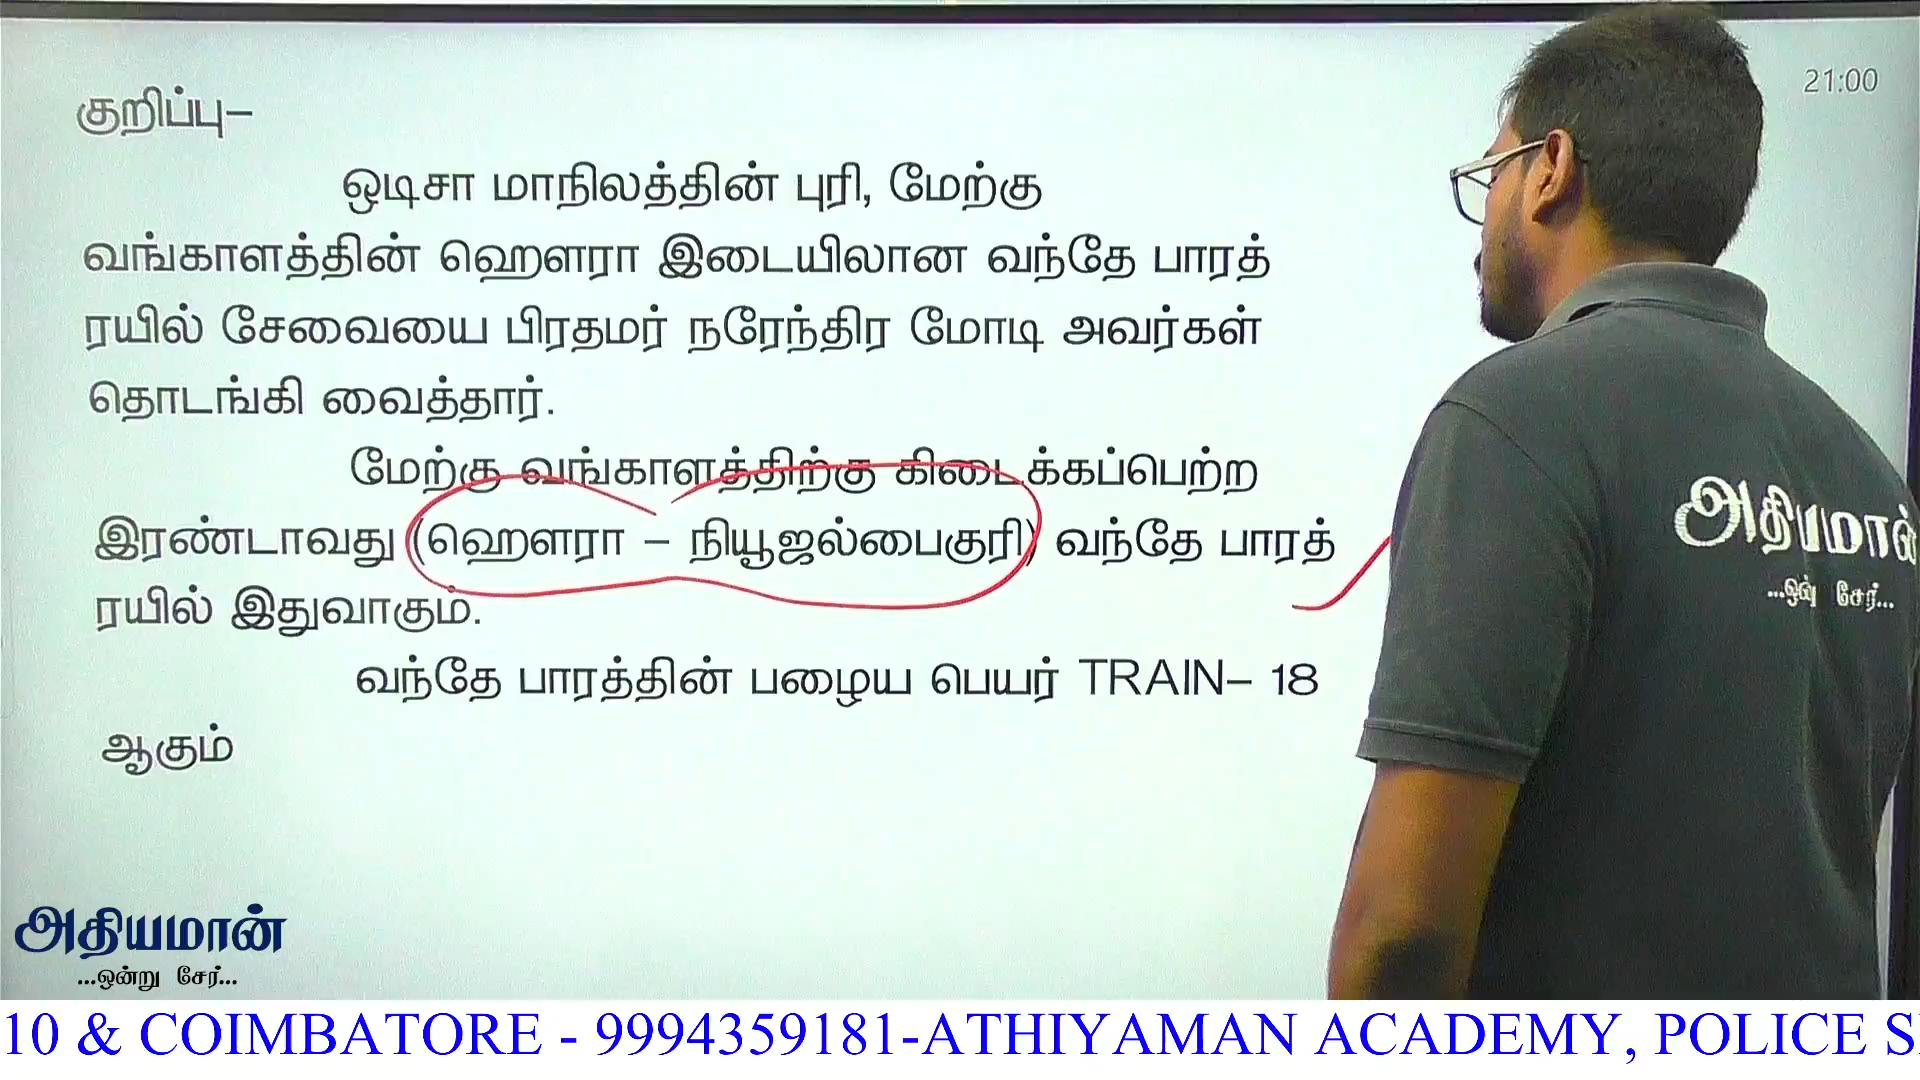 21:00
குறிப்பு–
ஒடிசா மாநிலத்தின் புரி, மேற்கு
வங்காளத்தின் ஹௌரா இடையிலான வந்தே பாரத்
ரயில் சேவையை பிரதமர் நரேந்திர மோடி அவர்கள்
தொடங்கி வைத்தார்.
மேற்கு வங்காளத்திற்கு கிடைக்கப்பெற்ற
இரண்டாவது (ஹௌரா – நியூஜல்பைகுரி) வந்தே பாரத்
ரயில் இதுவாகும்.
வந்தே பாரத்தின் பழைய பெயர் TRAIN– 18
ஆகும்
அதியமான்
...ஒன்று சேர்...
அதியமான்
...ஒன்று சேர்...
10 & COIMBATORE - 9994359181-ATHIYAMAN ACADEMY, POLICE